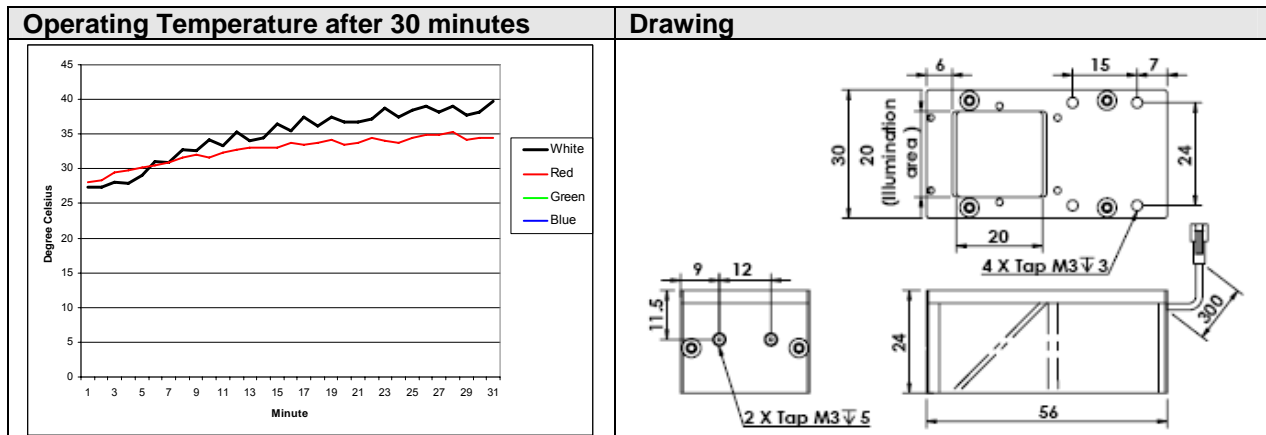 Operating Temperature after 30 minutes
Drawing
45
40
35
30
25
20
15
10
5
0
Degree Celsius
1 3 5 7 9 11 13 15 17 19 21 23 25 27 29 31
Minute
White
Red
Green
Blue
6
15
7
30
20
(Illumination
area)
24
20
4 X Tap M3↧3
9
12
11.5
2 X Tap M3↧5
24
300
56